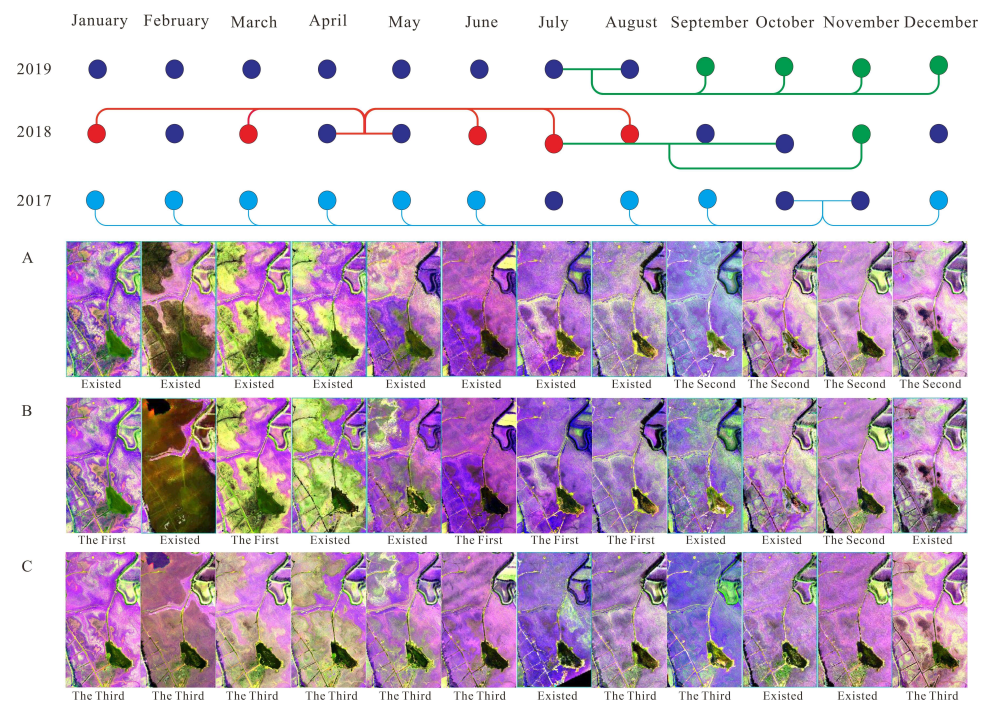 January February March April May June July August September October November December
2019
2018
2017
A
Existed Existed Existed Existed Existed Existed Existed Existed The Second The Second The Second The Second
B
The First Existed The First Existed Existed The First The First The First Existed Existed The Second Existed
C
The Third The Third The Third The Third The Third The Third Existed The Third The Third Existed Existed The Third